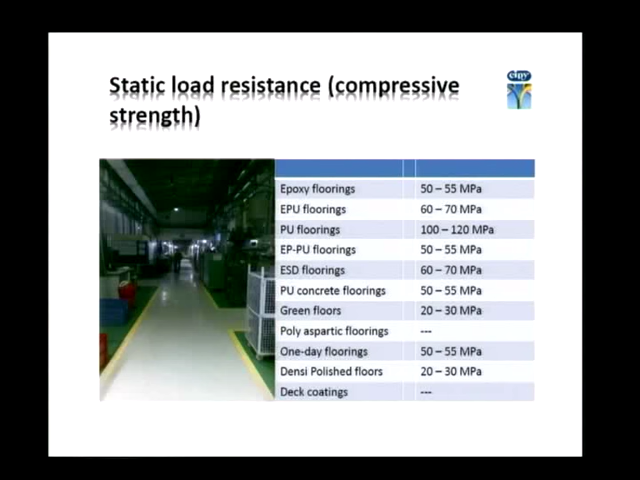 Static load resistance (compressive
strength)
Epoxy floorings 50 – 55 MPa
EPU floorings 60 – 70 MPa
PU floorings 100 – 120 MPa
EP-PU floorings 50 – 55 MPa
ESD floorings 60 – 70 MPa
PU concrete floorings 50 – 55 MPa
Green floors 20 – 30 MPa
Poly aspartic floorings ---
One-day floorings 50 – 55 MPa
Densi Polished floors 20 – 30 MPa
Deck coatings ---